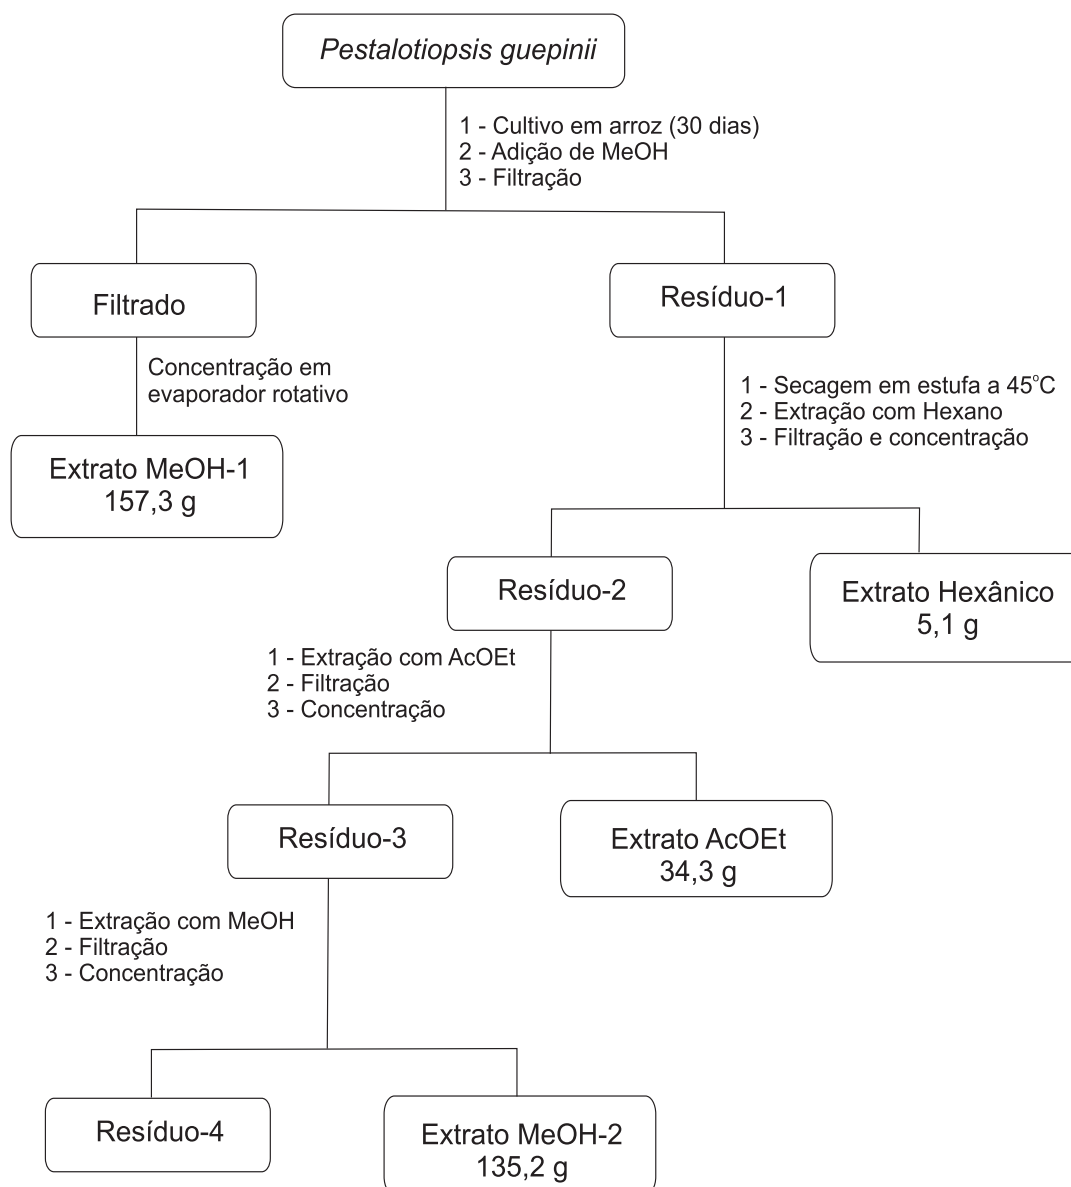 Pestalotiopsis guepinii
1 - Cultivo em arroz (30 dias)
2 - Adição de MeOH
3 - Filtração
Filtrado
Resíduo-1
Concentração em
evaporador rotativo
1 - Secagem em estufa a 45°C
2 - Extração com Hexano
3 - Filtração e concentração
Extrato MeOH-1
157,3 g
Resíduo-2
Extrato Hexânico
5,1 g
1 - Extração com AcOEt
2 - Filtração
3 - Concentração
Resíduo-3
Extrato AcOEt
34,3 g
1 - Extração com MeOH
2 - Filtração
3 - Concentração
Resíduo-4
Extrato MeOH-2
135,2 g